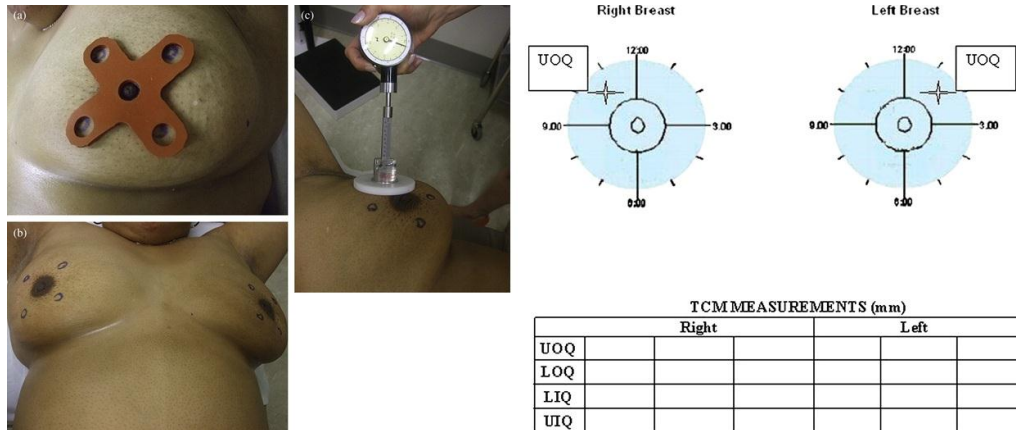 (a)
(b)
(c)
Right Breast
Left Breast
UOQ
12:00
9.00
3.00
6:00
12:00
UOQ
9.00
3.00
6:00
TCM MEASUREMENTS (mm)
Right Left
UOQ
LOQ
LIQ
UIQ